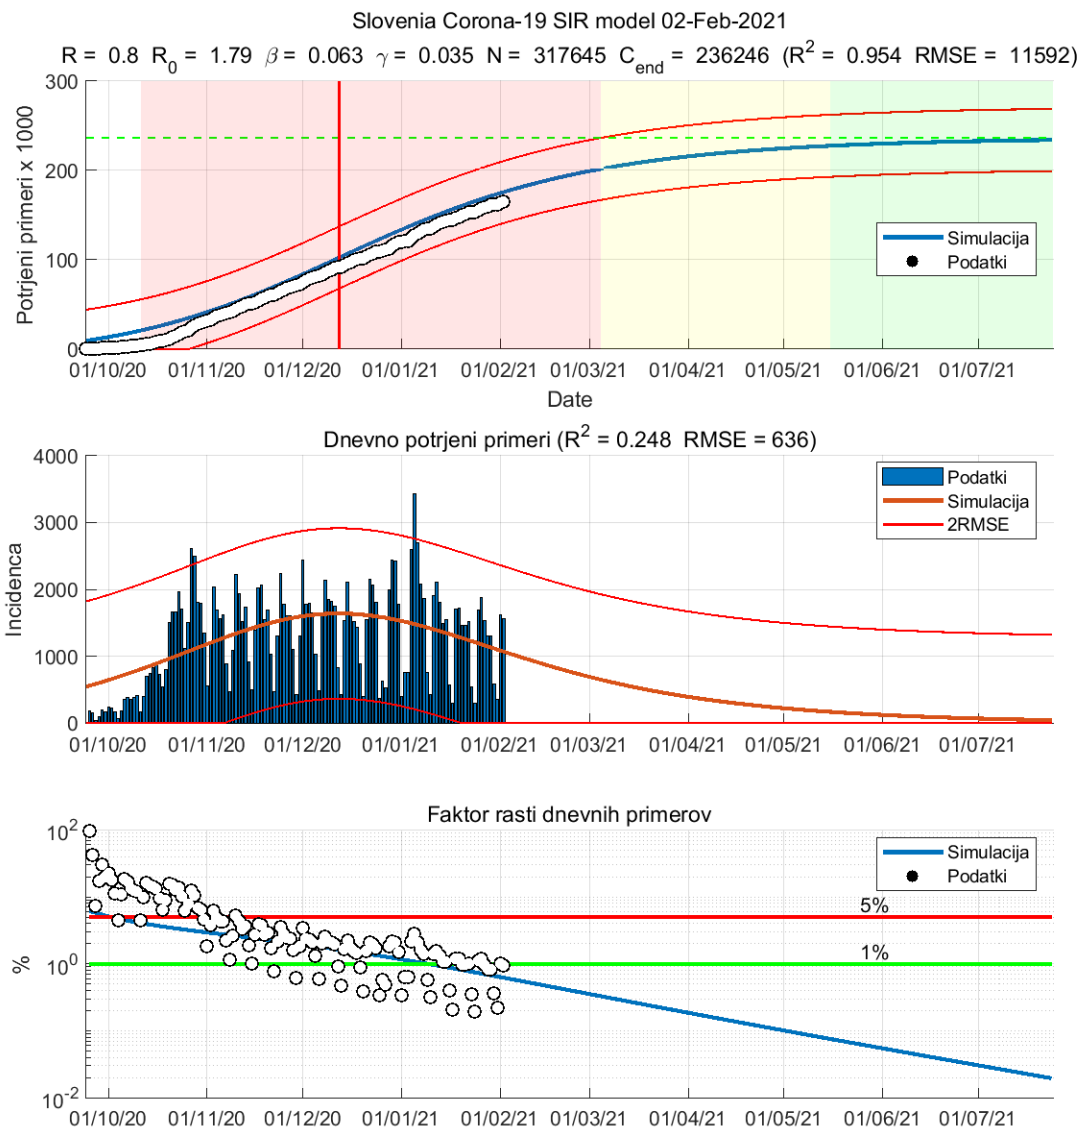 Slovenia Corona-19 SIR model 02-Feb-2021
R = 0.8 R0 = 1.79 β = 0.063 γ = 0.035 N = 317645 Cend = 236246 (R2 = 0.954 RMSE = 11592)
300
200
100
0
Potrjeni primeri x 1000
Simulacija
Podatki
01/10/20 01/11/20 01/12/20 01/01/21 01/02/21 01/03/21 01/04/21 01/05/21 01/06/21 01/07/21
Date
Dnevno potrjeni primeri (R2 = 0.248 RMSE = 636)
4000
3000
2000
1000
0
Incidenca
Podatki
Simulacija
2RMSE
01/10/20 01/11/20 01/12/20 01/01/21 01/02/21 01/03/21 01/04/21 01/05/21 01/06/21 01/07/21
Faktor rasti dnevnih primerov
10^2
10^0
10^-2
%
Simulacija
Podatki
5%
1%
01/10/20 01/11/20 01/12/20 01/01/21 01/02/21 01/03/21 01/04/21 01/05/21 01/06/21 01/07/21